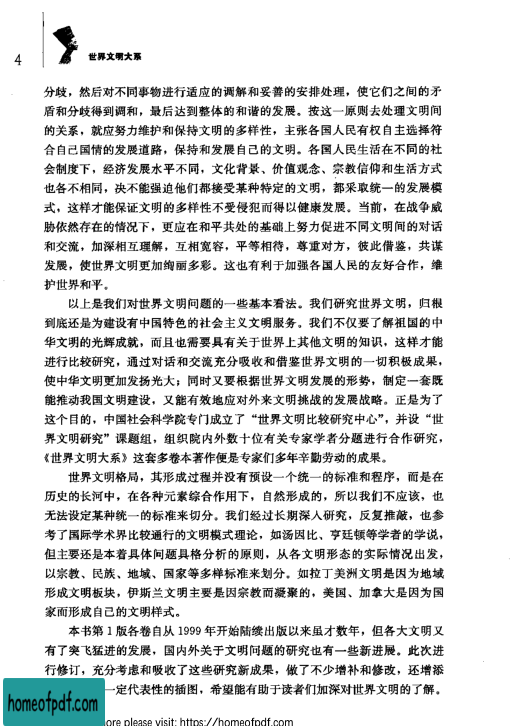 4
世界文明大系
分歧，然后对不同事物进行适应的调解和妥善的安排处理，使它们之间的矛
盾和分歧得到调和，最后达到整体的和谐的发展。按这一原则去处理文明间
的关系，就应努力维护和保持文明的多样性，主张各国人民有权自主选择符
合自己国情的发展道路，保持和发展自己的文明。各国人民生活在不同的社
会制度下，经济发展水平不同，文化背景、价值观念、宗教信仰和生活方式
也各不相同，决不能强迫他们都接受某种特定的文明，都采取统一的发展模
式，这样才能保证文明的多样性不受侵犯而得以健康发展。当前，在战争威
胁依然存在的情况下，更应在和平共处的基础上努力促进不同文明间的对话
和交流，加深相互理解，互相宽容，平等相待，尊重对方，彼此借鉴，共谋
发展，使世界文明更加绚丽多彩。这也有利于加强各国人民的友好合作，维
护世界和平。
以上是我们对世界文明问题的一些基本看法。我们研究世界文明，归根
到底还是为建设有中国特色的社会主义文明服务。我们不仅要了解祖国的中
华文明的光辉成就，而且也需要具有关于世界上其他文明的知识，这样才能
进行比较研究，通过对话和交流充分吸收和借鉴世界文明的一切积极成果，
使中华文明更加发扬光大；同时又要根据世界文明发展的形势，制定一套既
能推动我国文明建设，又能有效地应对外来文明挑战的发展战略。正是为了
这个目的，中国社会科学院专门成立了“世界文明比较研究中心”，并设“世
界文明研究”课题组，组织院内外数十位有关专家学者分题进行合作研究，
《世界文明大系》这套多卷本著作便是专家们多年辛勤劳动的成果。
世界文明格局，其形成过程并没有预设一个统一的标准和程序，而是在
历史的长河中，在各种元素综合作用下，自然形成的，所以我们不应该，也
无法设定某种统一的标准来切分。我们经过长期深入研究，反复推敲，也参
考了国际学术界比较通行的文明模式理论，如汤因比、亨廷顿等学者的学说，
但主要还是本着具体问题具体分析的原则，从各文明形态的实际情况出发，
以宗教、民族、地域、国家等多样标准来划分。如拉丁美洲文明是因为地域
形成文明板块，伊斯兰文明主要是因宗教而凝聚的，美国、加拿大是因为国
家而形成自己的文明样式。
本书第1版各卷自从1999年开始陆续出版以来虽才数年，但各大文明又
有了突飞猛进的发展，国内外关于文明问题的研究也有一些新进展。此次进
行修订，充分考虑和吸收了这些研究新成果，做了不少增补和修改，还增添
一定代表性的插图，希望能有助于读者们加深对世界文明的了解。
homeofpdf.com
ore please visit: https://homeofpdf.com